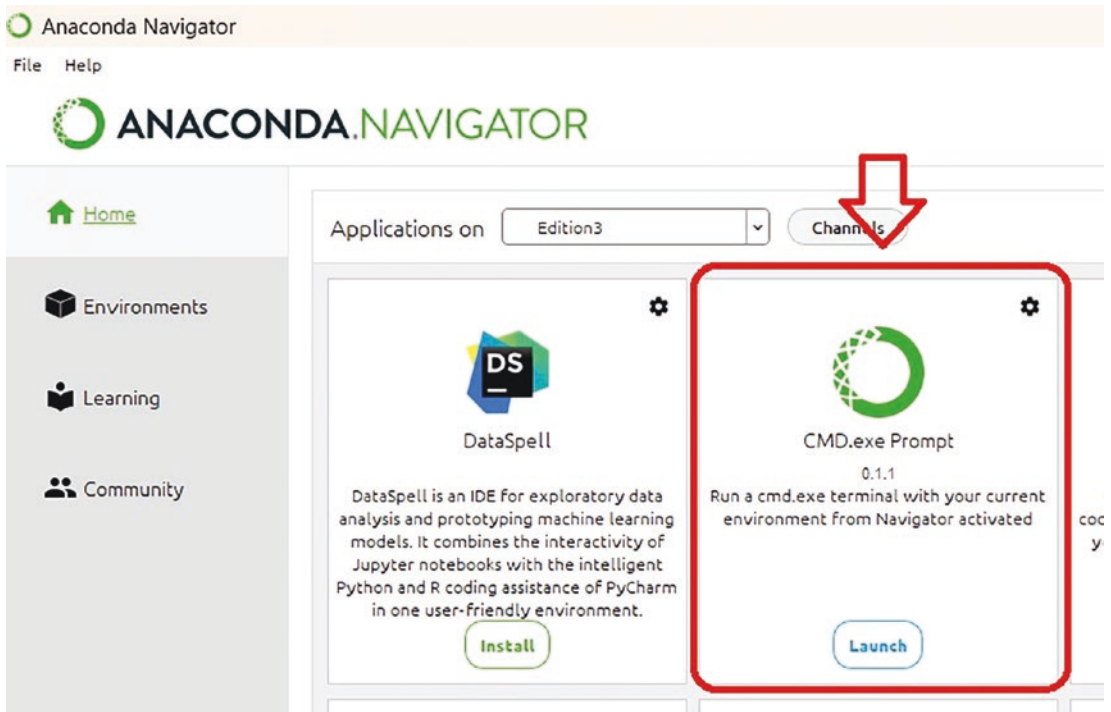 Anaconda Navigator
File Help
ANACONDA.NAVIGATOR
Home
Applications on Edition3 Channels
Environments
Learning
Community
DS
DataSpell
DataSpell is an IDE for exploratory data
analysis and prototyping machine learning
models. It combines the interactivity of
Jupyter notebooks with the intelligent
Python and R coding assistance of PyCharm
in one user-friendly environment.
Install
CMD.exe Prompt
0.1.1
Run a cmd.exe terminal with your current
environment from Navigator activated
Launch